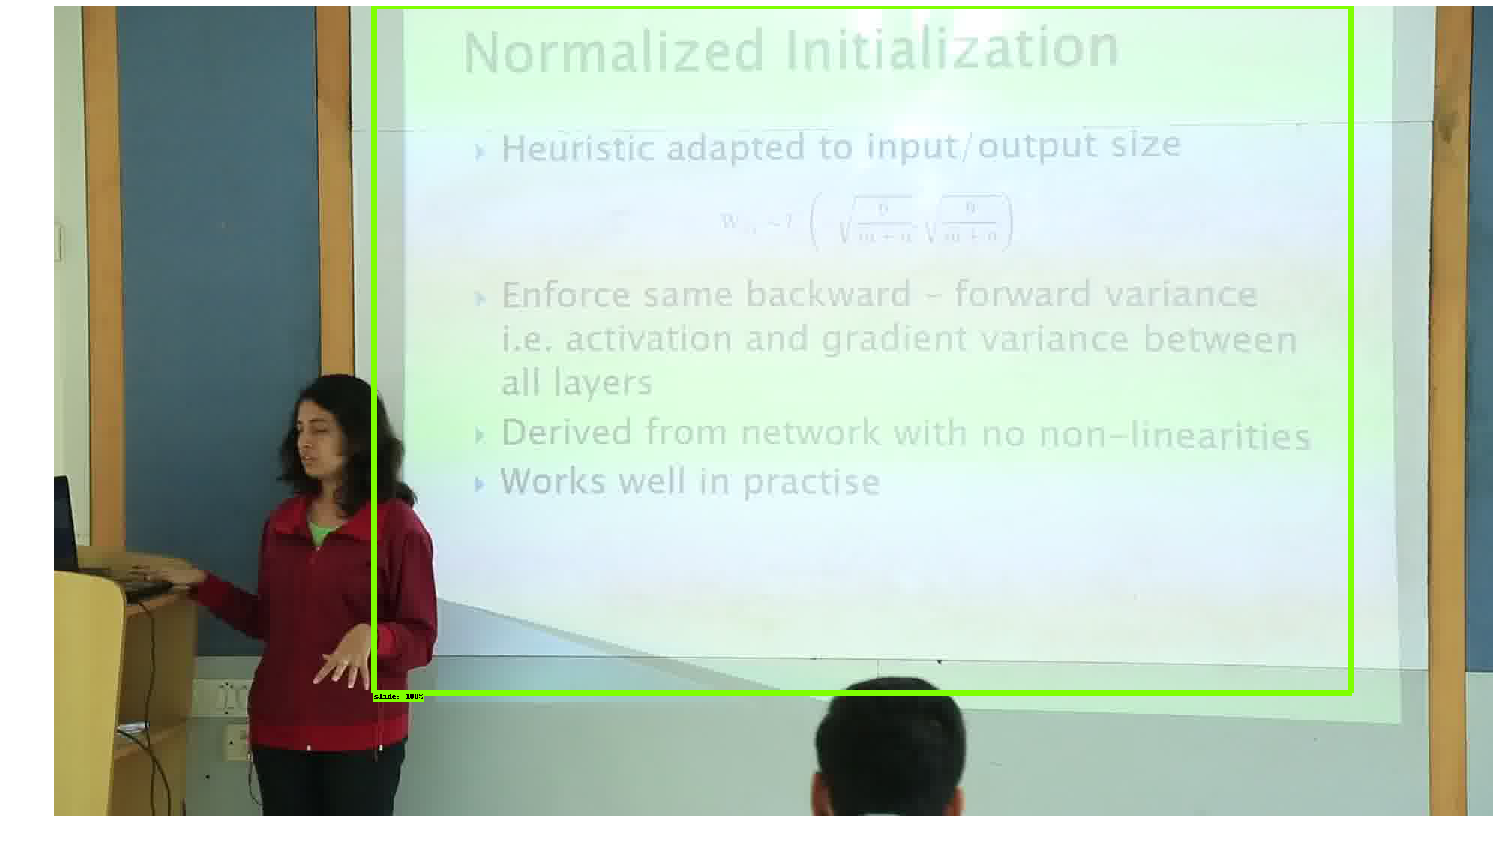 Normalized Initialization
Heuristic adapted to input/output size
Enforce same backward – forward variance
i.e. activation and gradient variance between
all layers
Derived from network with no non-linearities
Works well in practise
slide: 100%